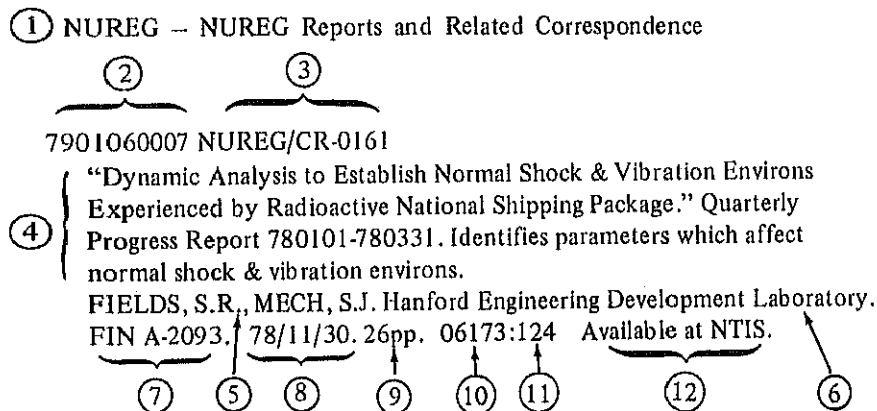 ① NUREG – NUREG Reports and Related Correspondence
② ③
7901060007 NUREG/CR-0161
“Dynamic Analysis to Establish Normal Shock & Vibration Environs
Experienced by Radioactive National Shipping Package.” Quarterly
④ Progress Report 780101-780331. Identifies parameters which affect
normal shock & vibration environs.
FIELDS, S.R., MECH, S.J. Hanford Engineering Development Laboratory.
FIN A-2093. 78/11/30. 26pp. 06173:124 Available at NTIS.
⑦ ⑤ ⑧ ⑨ ⑩ ⑪ ⑫ ⑥